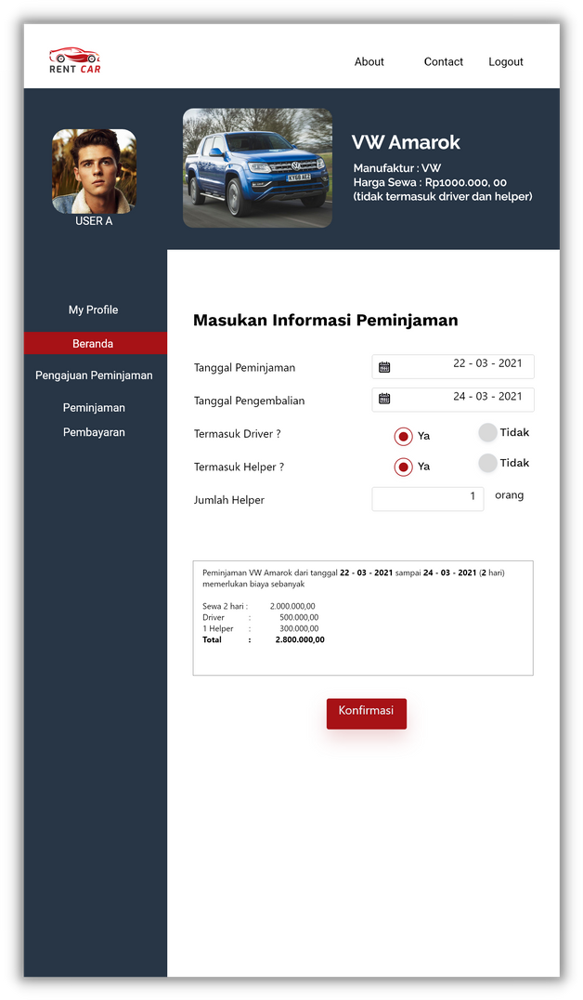 RENT CAR
About Contact Logout
VW Amarok
Manufaktur : VW
Harga Sewa : Rp1000.000, 00
(tidak termasuk driver dan helper)
KY68 AEZ
USER A
My Profile
Beranda
Pengajuan Peminjaman
Peminjaman
Pembayaran
Masukan Informasi Peminjaman
Tanggal Peminjaman 22 - 03 - 2021
Tanggal Pengembalian 24 - 03 - 2021
Termasuk Driver ? Ya Tidak
Termasuk Helper ? Ya Tidak
Jumlah Helper 1 orang
Peminjaman VW Amarok dari tanggal 22 - 03 - 2021 sampai 24 - 03 - 2021 (2 hari)
memerlukan biaya sebanyak
Sewa 2 hari : 2.000.000,00
Driver : 500.000,00
1 Helper : 300.000,00
Total : 2.800.000,00
Konfirmasi